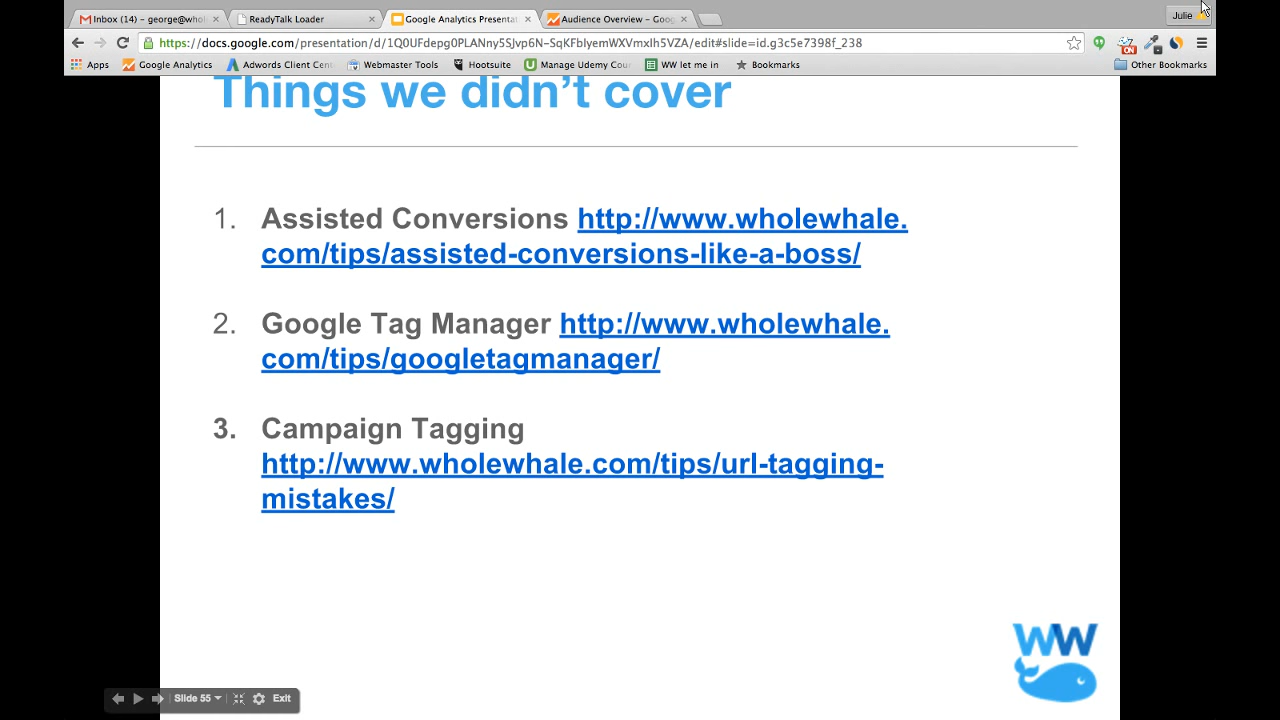 Inbox (14) - george@whol
ReadyTalk Loader
Google Analytics Presentat
Audience Overview - Goog
Julie
https://docs.google.com/presentation/d/1Q0UFdepg0PLANny5Sjvp6N-SqKFbIyemWXVmxIh5VZA/edit#slide=id.g3c5e7398f_238
Apps
Google Analytics
Adwords Client Cent
Webmaster Tools
Hootsuite
Manage Udemy Cour
WW let me in
Bookmarks
Other Bookmarks
ON
Things we didn't cover
1. Assisted Conversions http://www.wholewhale.
com/tips/assisted-conversions-like-a-boss/
2. Google Tag Manager http://www.wholewhale.
com/tips/googletagmanager/
3. Campaign Tagging
http://www.wholewhale.com/tips/url-tagging-
mistakes/
WW
Slide 55
Exit